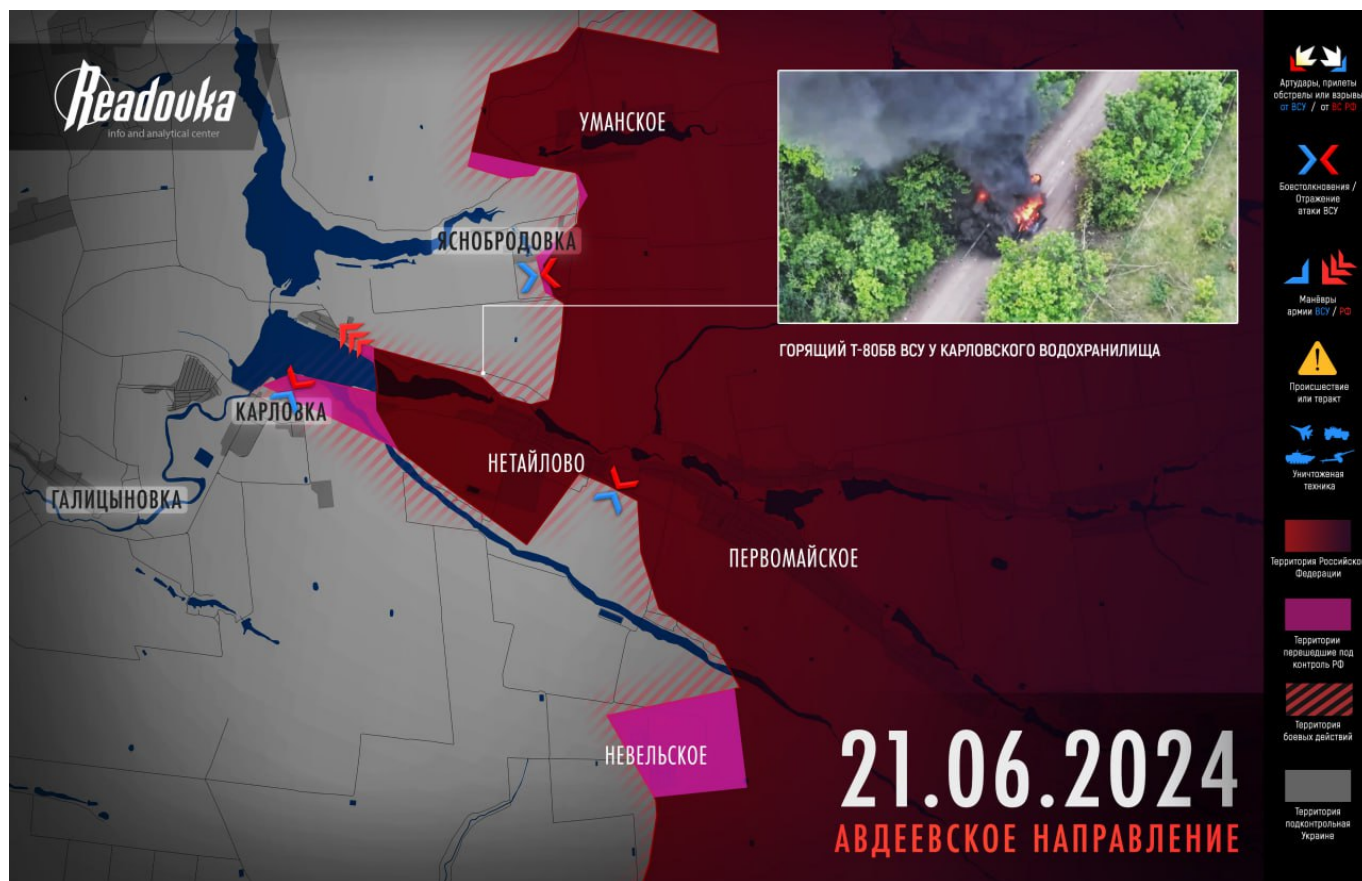 Readovka
info and analytical center
УМАНСКОЕ
ЯСНОБРОДОВКА
ГОРЯЩИЙ Т-80БВ ВСУ У КАРЛОВСКОГО ВОДОХРАНИЛИЩА
КАРЛОВКА
НЕТАЙЛОВО
ГАЛИЦЫНОВКА
ПЕРВОМАЙСКОЕ
НЕВЕЛЬСКОЕ
21.06.2024
АВДЕЕВСКОЕ НАПРАВЛЕНИЕ
Артудары, прилеты
обстрелы или взрывы
от ВСУ / от ВС РФ
Боестолкновения /
Отражение
атаки ВСУ
Манёвры
армии ВСУ / РФ
Происшествие
или теракт
Уничтоженая
техника
Территория Российско
Федерации
Территории
перешедшие под
контроль РФ
Территория
боевых действий
Территория
подконтрольная
Украине